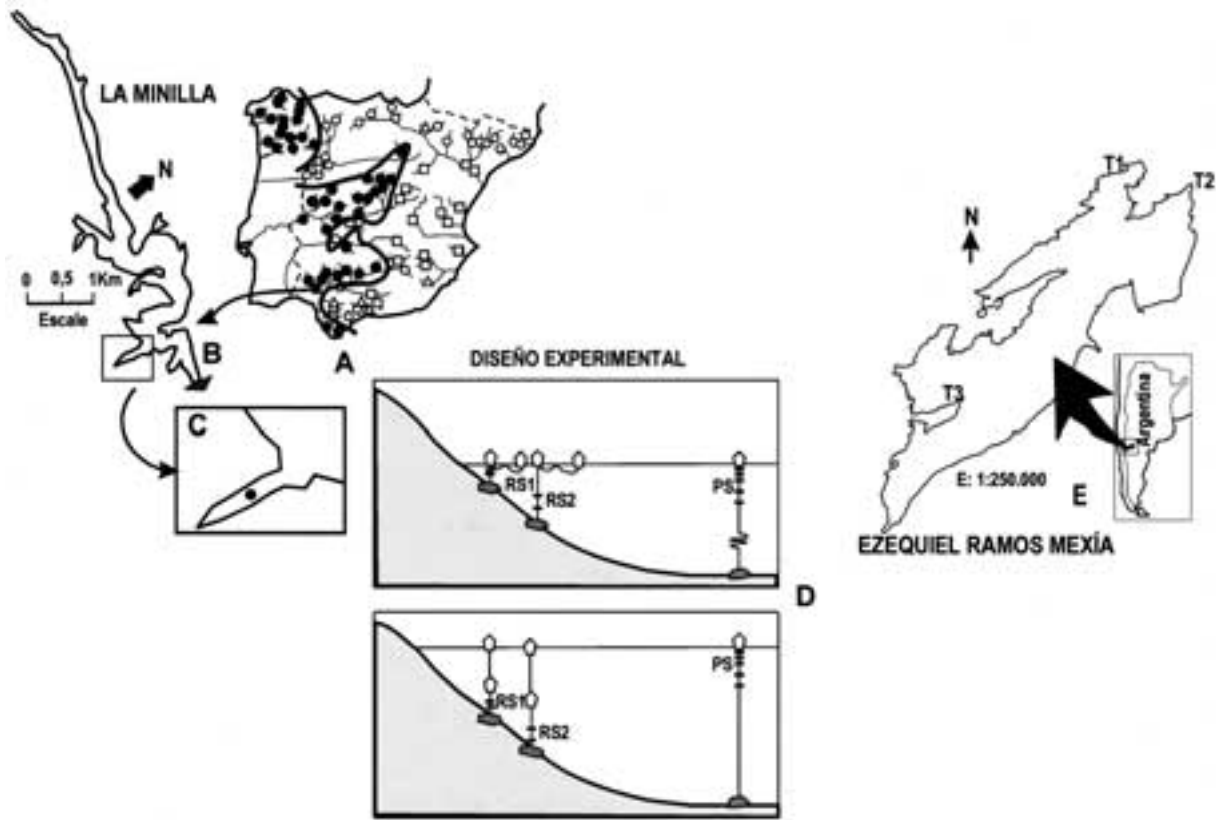 LA MINILLA
N
0 0,5 1Km
Escale
B
A
C
DISEÑO EXPERIMENTAL
RS1
RS2
PS
D
RS1
RS2
PS
T1
T2
N
T3
Argentina
E: 1:250.000
E
EZEQUIEL RAMOS MEXÍA